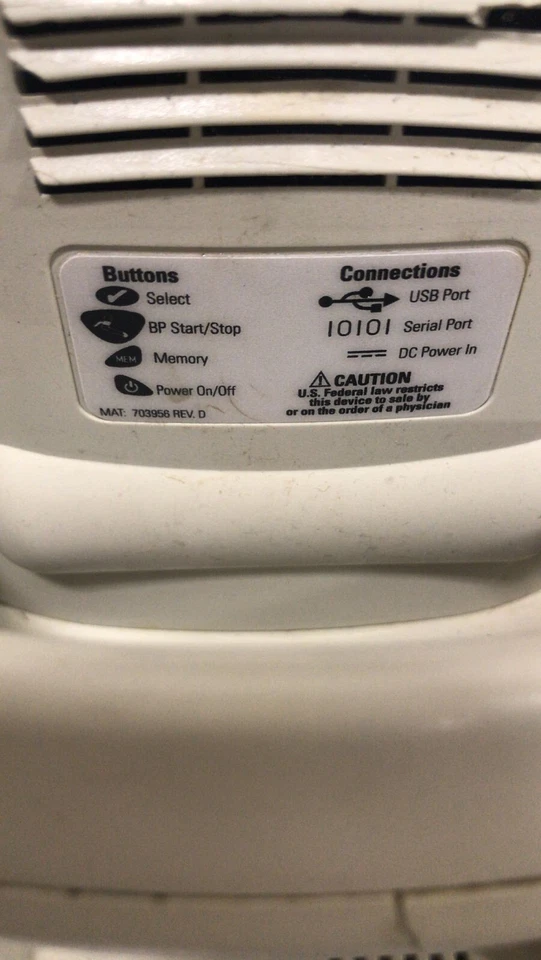 Buttons
Select
BP Start/Stop
MEM Memory
Power On/Off
MAT: 703956 REV. D
Connections
USB Port
10101 Serial Port
DC Power In
CAUTION
U.S. Federal law restricts
this device to sale by
or on the order of a physician